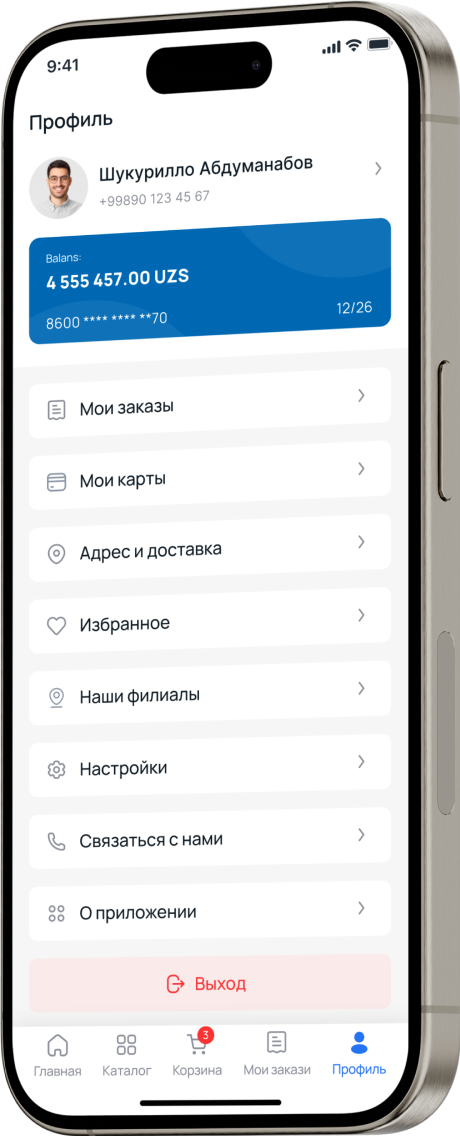 9:41
Профиль
Шукурилло Абдуманабов
+99890 123 45 67
Balans:
4 555 457.00 UZS
8600 **** **** **70
12/26
Мои заказы
Мои карты
Адрес и доставка
Избранное
Наши филиалы
Настройки
Связаться с нами
О приложении
Выход
3
Главная
Каталог
Корзина
Мои закази
Профиль